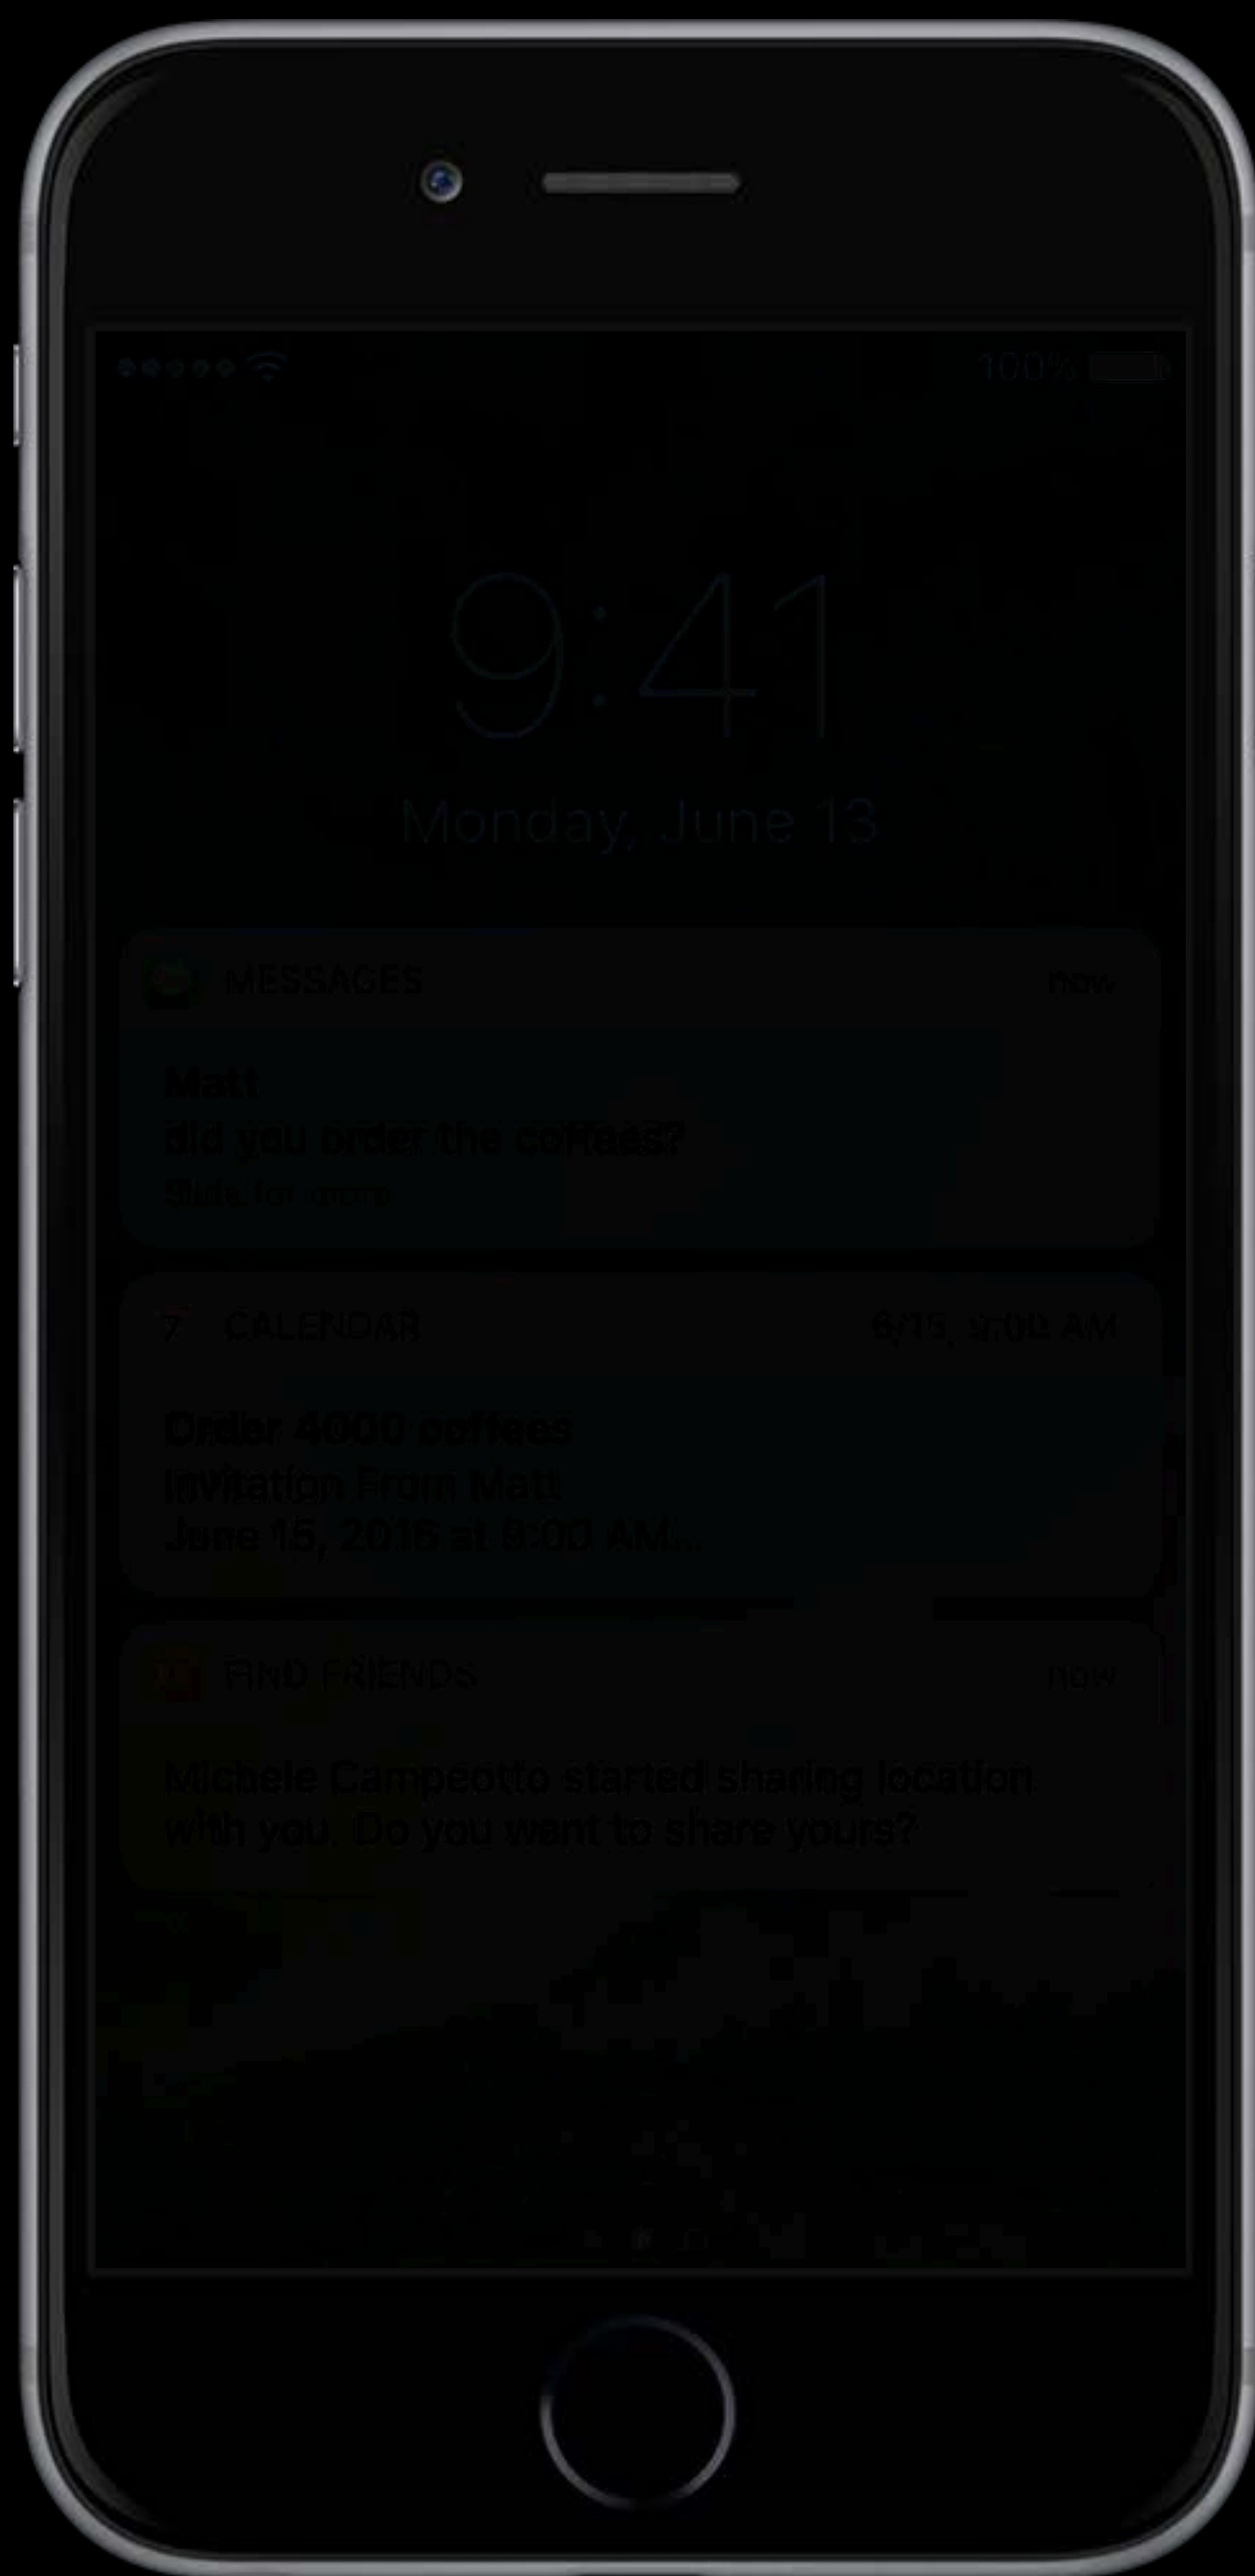 100%
9:41
Monday, June 13
MESSAGES now
Matt
did you order the coffees?
Slide for more
7 CALENDAR 6/15, 9:00 AM
Order 4000 coffees
Invitation From Matt
June 15, 2016 at 9:00 AM...
FIND FRIENDS now
Michele Campeotto started sharing location
with you. Do you want to share yours?